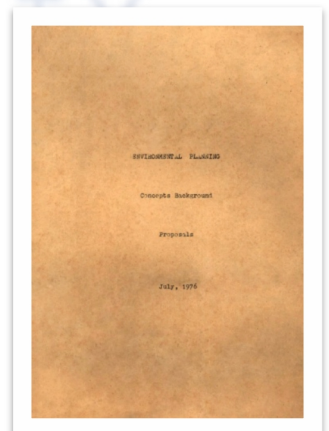 ENVIRONMENTAL PLANNING
Concepts Background
Proposals
July, 1976